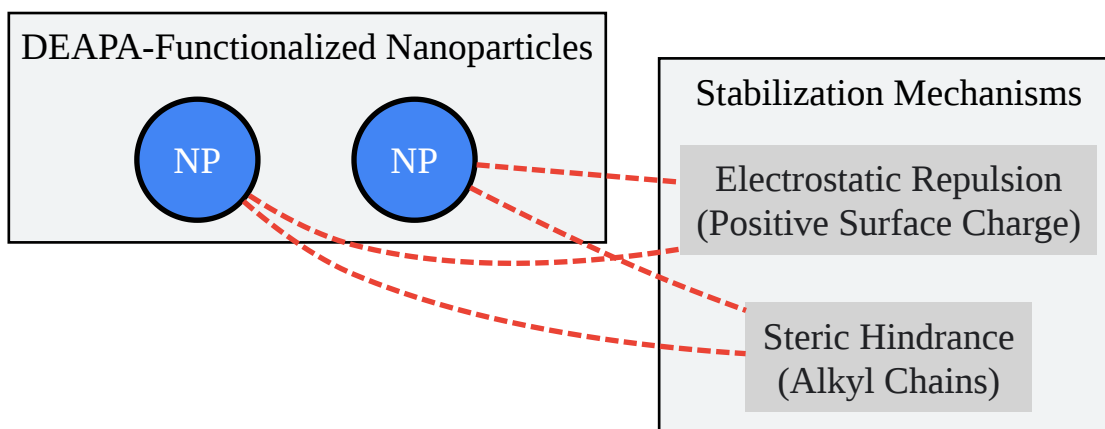 DEAPA-Functionalized Nanoparticles
NP
NP
Stabilization Mechanisms
Electrostatic Repulsion
(Positive Surface Charge)
Steric Hindrance
(Alkyl Chains)